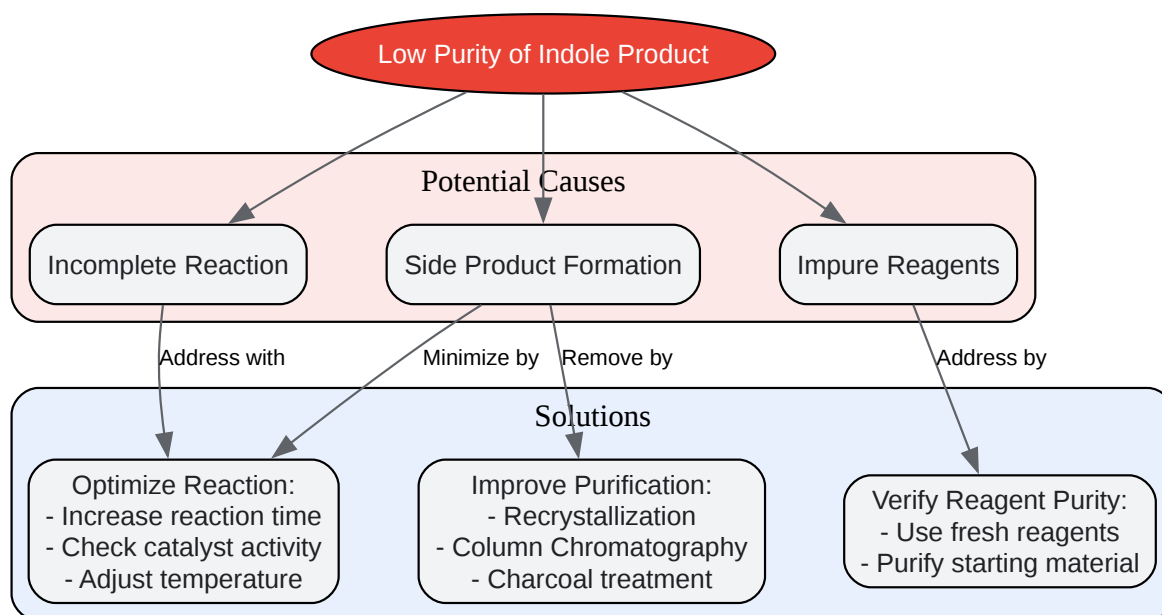 Low Purity of Indole Product
Potential Causes
Incomplete Reaction
Side Product Formation
Impure Reagents
Address with
Minimize by
Remove by
Address by
Solutions
Optimize Reaction:
- Increase reaction time
- Check catalyst activity
- Adjust temperature
Improve Purification:
- Recrystallization
- Column Chromatography
- Charcoal treatment
Verify Reagent Purity:
- Use fresh reagents
- Purify starting material